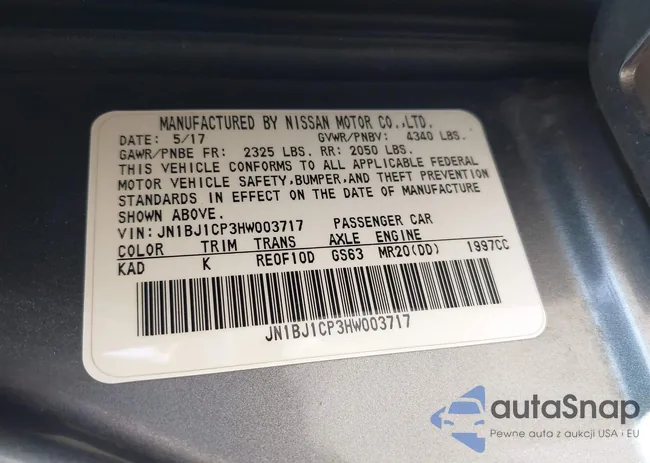 MANUFACTURED BY NISSAN MOTOR CO.,LTD.
DATE: 5/17 GVWR/PNBV: 4340 LBS.
GAWR/PNBE FR: 2325 LBS. RR: 2050 LBS.
THIS VEHICLE CONFORMS TO ALL APPLICABLE FEDERAL
MOTOR VEHICLE SAFETY,BUMPER,AND THEFT PREVENTION
STANDARDS IN EFFECT ON THE DATE OF MANUFACTURE
SHOWN ABOVE.
VIN:JN1BJ1CP3HW003717 PASSENGER CAR
COLOR TRIM TRANS AXLE ENGINE
KAD K RE0F10D GS63 MR20(DD) 1997CC
JN1BJ1CP3HW003717
autaSnap
Pewne auta z aukcji USA i EU